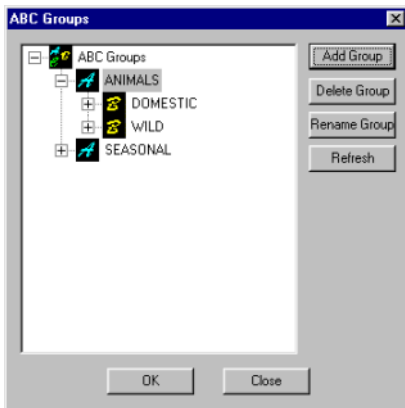 ABC Groups
ABC Groups
ANIMALS
DOMESTIC
WILD
SEASONAL
Add Group
Delete Group
Rename Group
Refresh
OK
Close